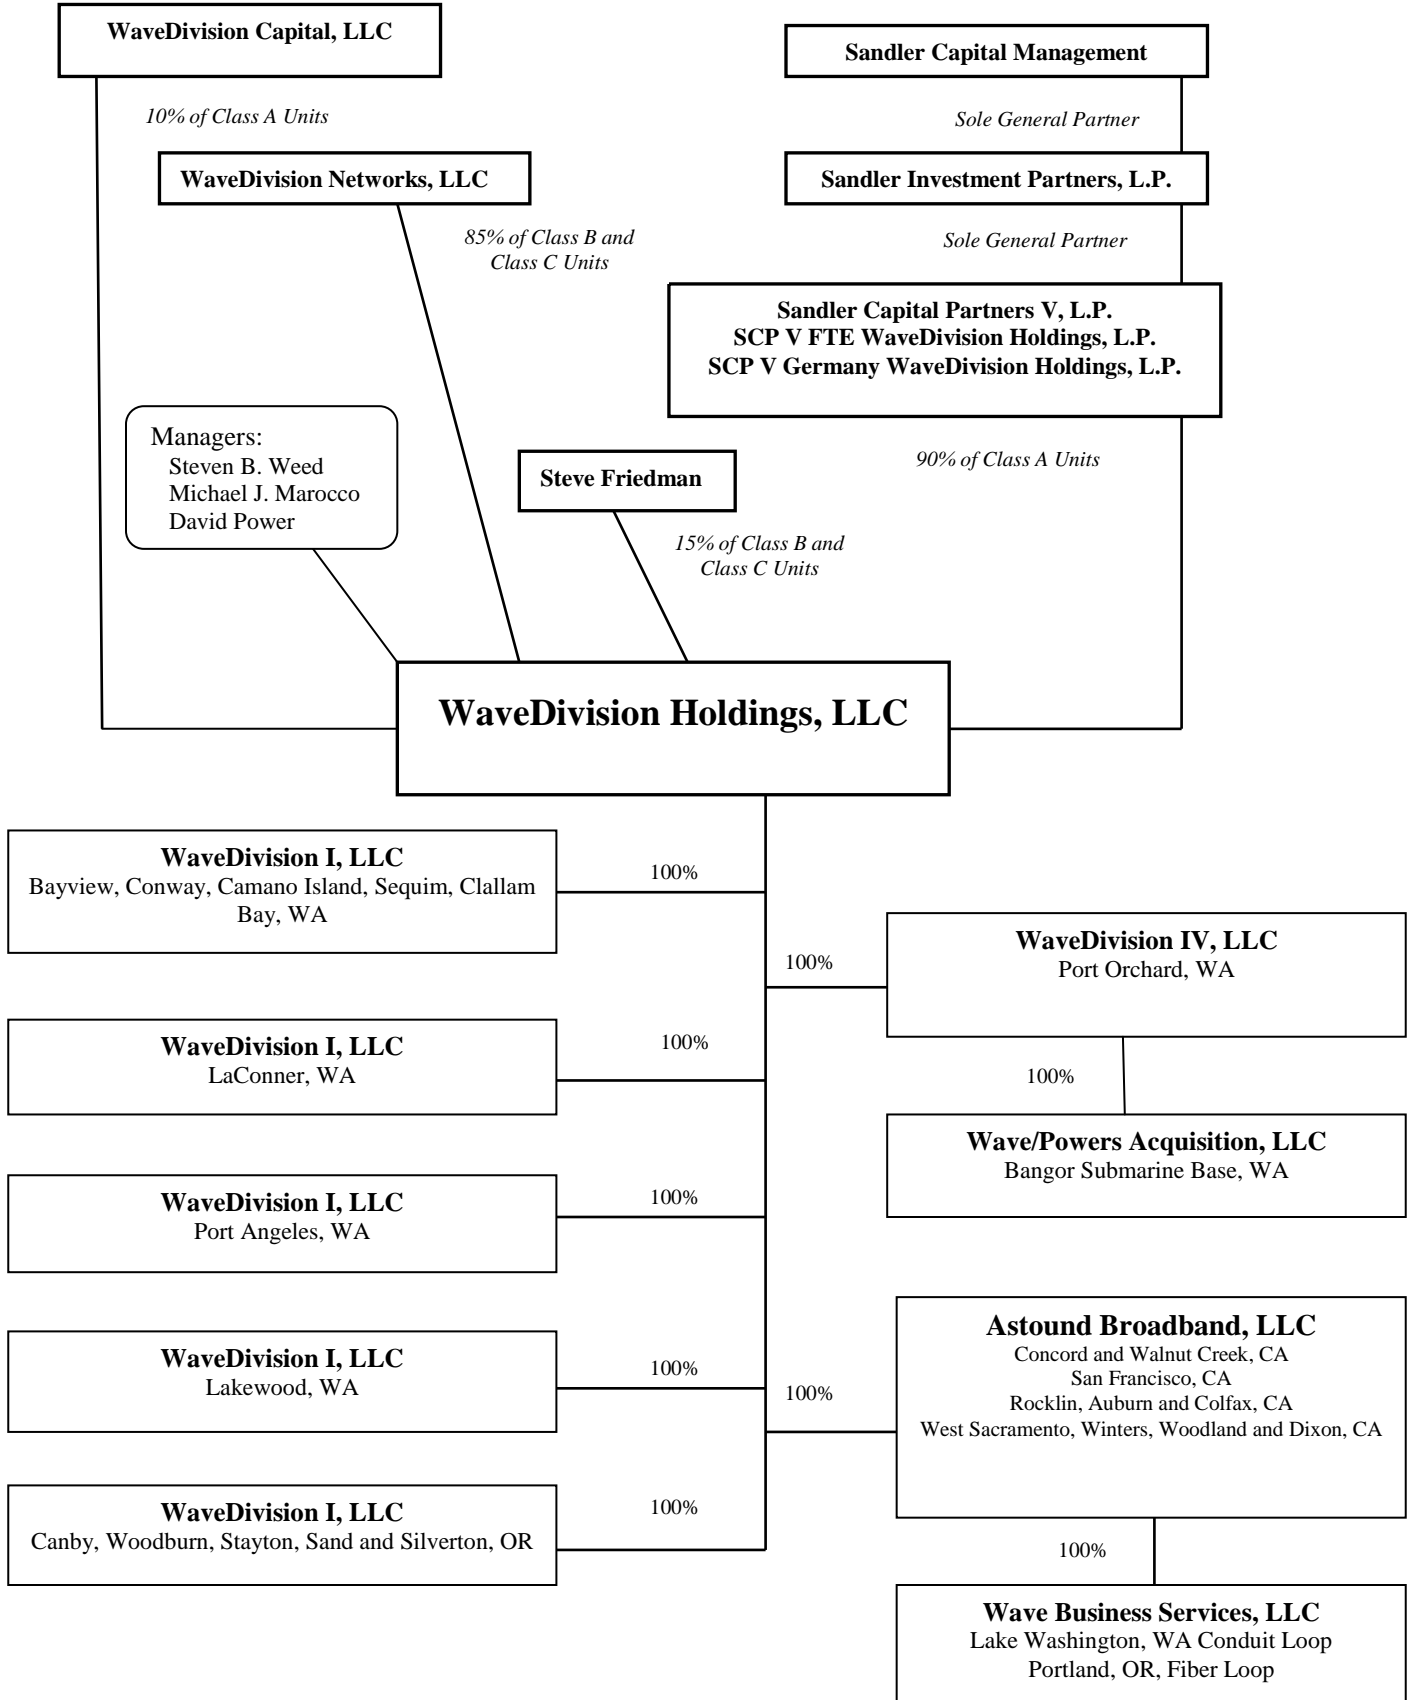 WaveDivision Capital, LLC
Sandler Capital Management
10% of Class A Units
Sole General Partner
WaveDivision Networks, LLC
Sandler Investment Partners, L.P.
85% of Class B and
Class C Units
Sole General Partner
Sandler Capital Partners V, L.P.
SCP V FTE WaveDivision Holdings, L.P.
SCP V Germany WaveDivision Holdings, L.P.
Managers:
Steven B. Weed
Michael J. Marocco
David Power
Steve Friedman
90% of Class A Units
15% of Class B and
Class C Units
WaveDivision Holdings, LLC
WaveDivision I, LLC
Bayview, Conway, Camano Island, Sequim, Clallam
Bay, WA
100%
100%
WaveDivision IV, LLC
Port Orchard, WA
WaveDivision I, LLC
LaConner, WA
100%
100%
Wave/Powers Acquisition, LLC
Bangor Submarine Base, WA
WaveDivision I, LLC
Port Angeles, WA
100%
WaveDivision I, LLC
Lakewood, WA
100%
100%
Astound Broadband, LLC
Concord and Walnut Creek, CA
San Francisco, CA
Rocklin, Auburn and Colfax, CA
West Sacramento, Winters, Woodland and Dixon, CA
WaveDivision I, LLC
Canby, Woodburn, Stayton, Sand and Silverton, OR
100%
100%
Wave Business Services, LLC
Lake Washington, WA Conduit Loop
Portland, OR, Fiber Loop